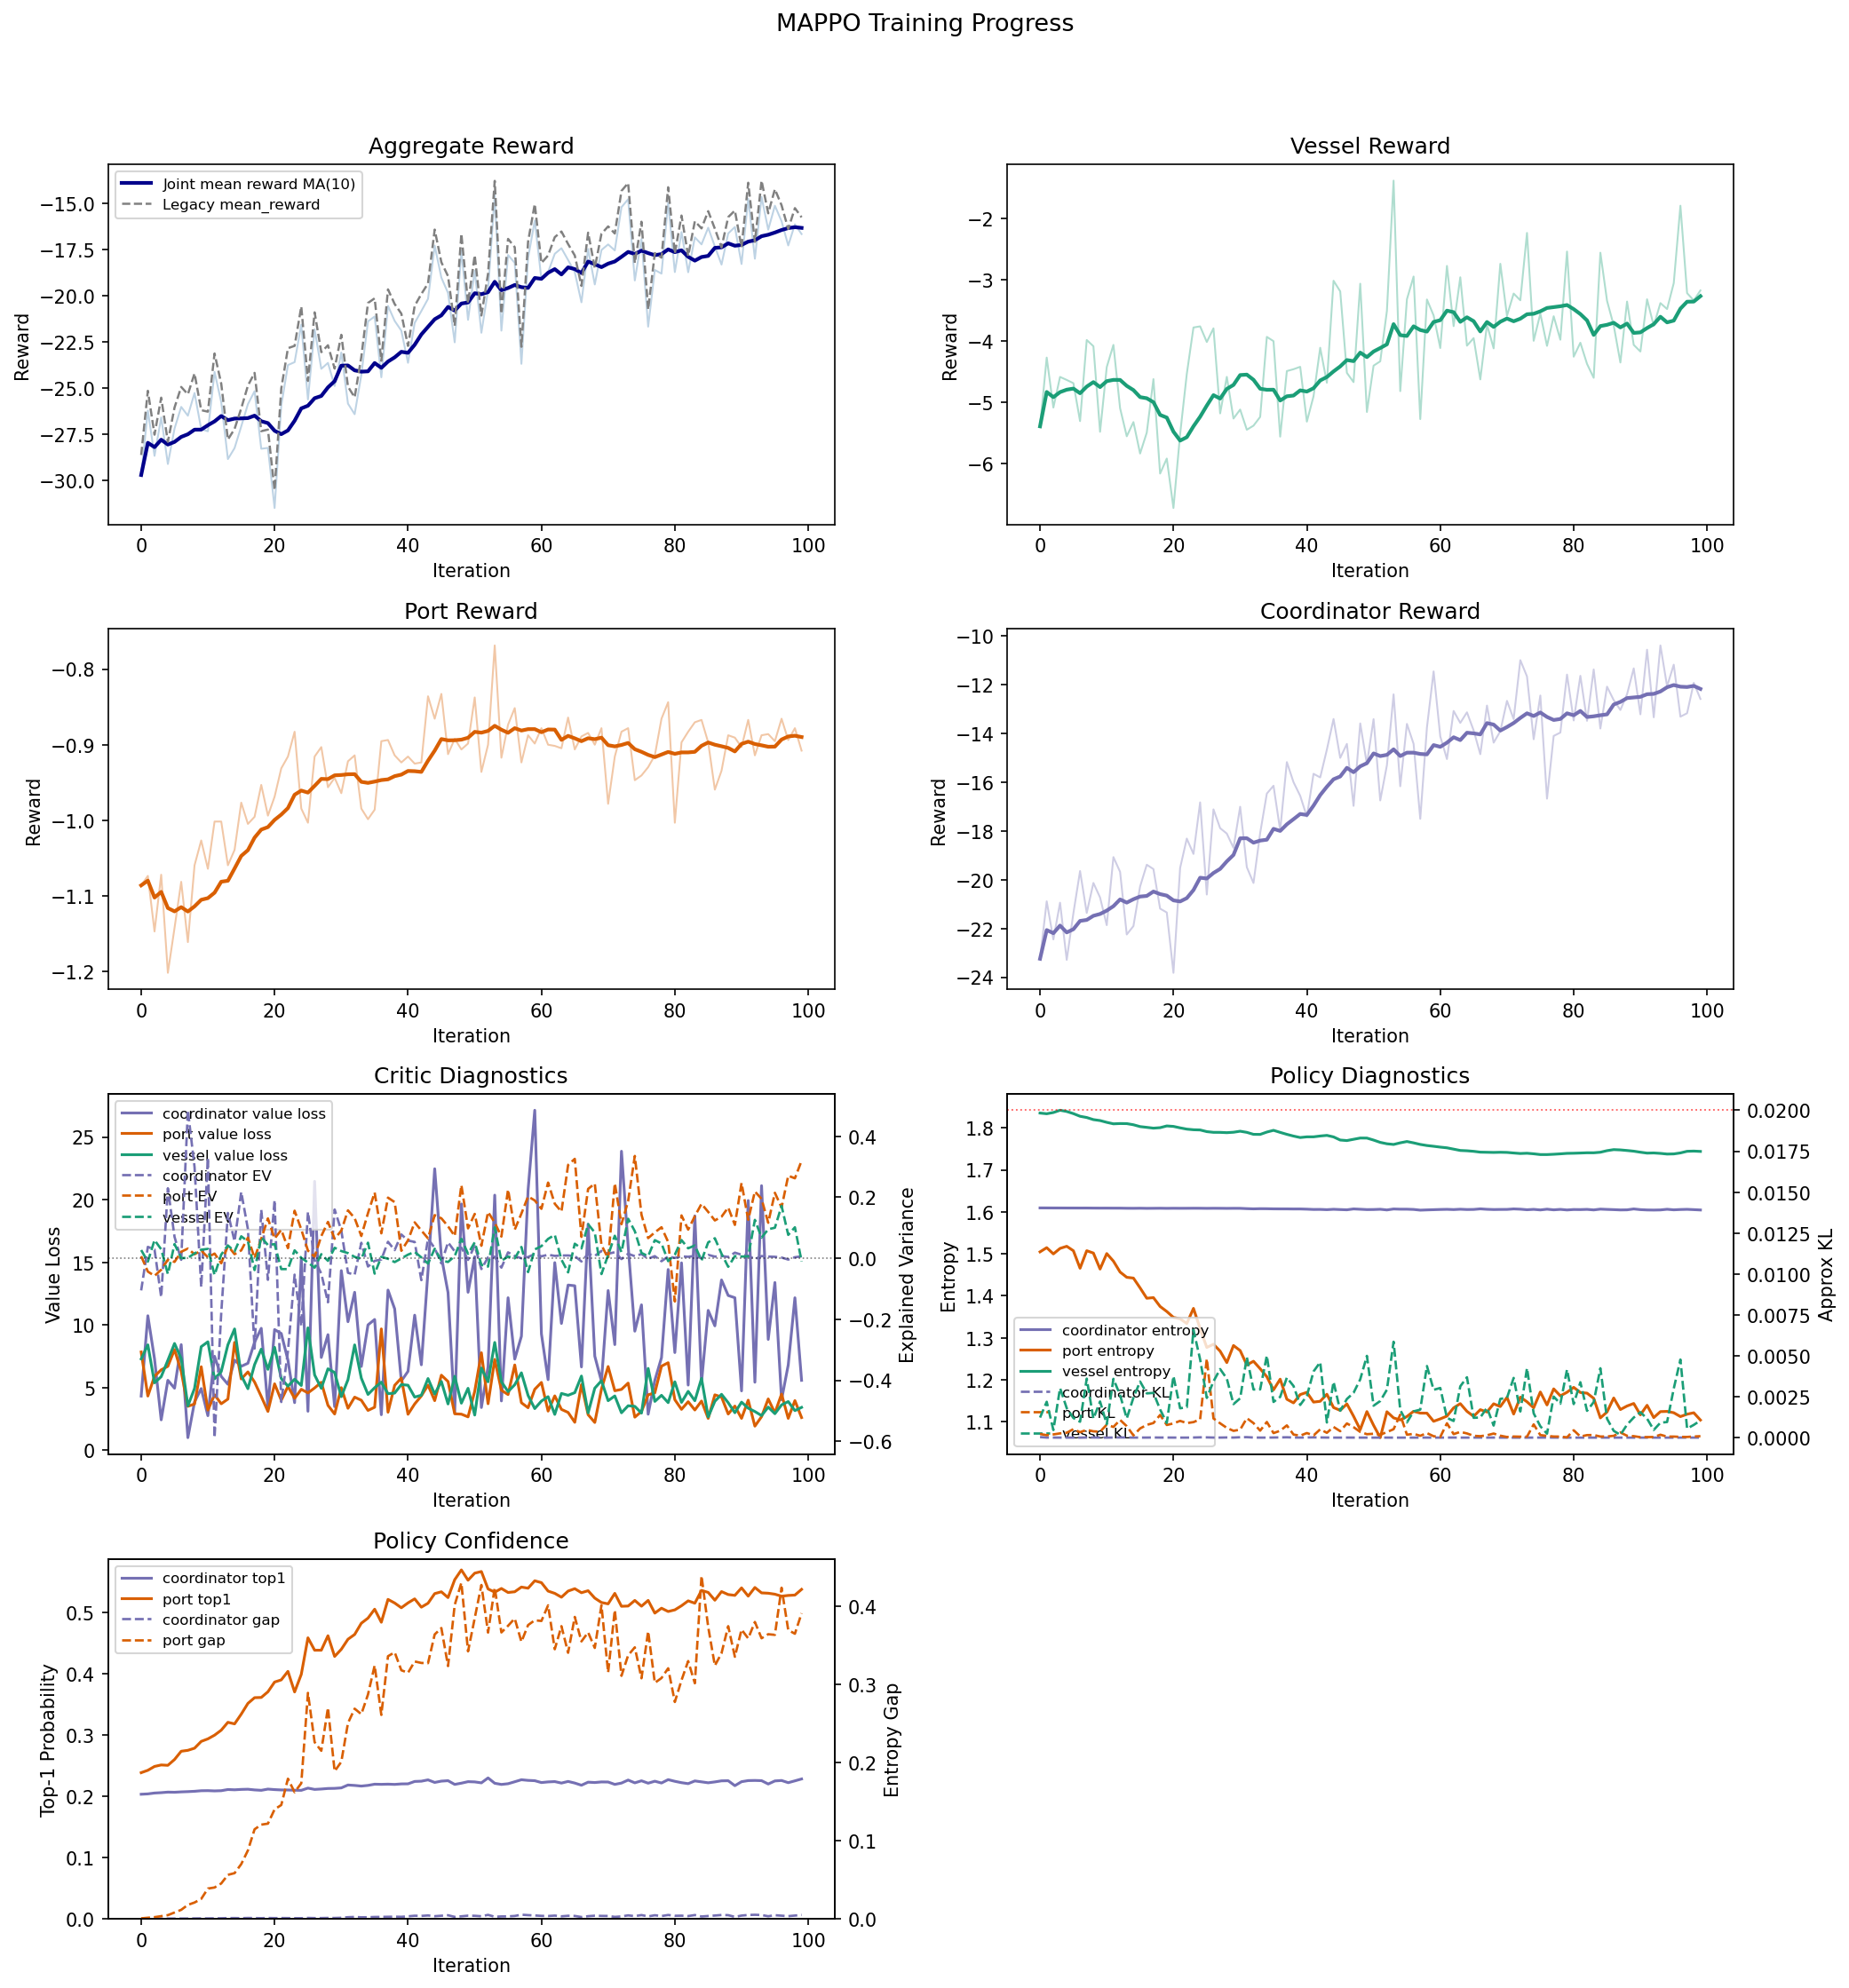 MAPPO Training Progress
Aggregate Reward
Joint mean reward MA(10)
Legacy mean_reward
−15.0
−17.5
−20.0
−22.5
−25.0
−27.5
−30.0
Reward
0 20 40 60 80 100
Iteration
Vessel Reward
−2
−3
−4
−5
−6
Reward
0 20 40 60 80 100
Iteration
Port Reward
−0.8
−0.9
−1.0
−1.1
−1.2
Reward
0 20 40 60 80 100
Iteration
Coordinator Reward
−10
−12
−14
−16
−18
−20
−22
−24
Reward
0 20 40 60 80 100
Iteration
Critic Diagnostics
coordinator value loss
port value loss
vessel value loss
coordinator EV
port EV
vessel EV
25
20
15
10
5
0
Value Loss
0.4
0.2
0.0
−0.2
−0.4
−0.6
Explained Variance
0 20 40 60 80 100
Iteration
Policy Diagnostics
1.8
1.7
1.6
1.5
1.4
1.3
1.2
1.1
Entropy
coordinator entropy
port entropy
vessel entropy
coordinator KL
port KL
vessel KL
0.0200
0.0175
0.0150
0.0125
0.0100
0.0075
0.0050
0.0025
0.0000
Approx KL
0 20 40 60 80 100
Iteration
Policy Confidence
coordinator top1
port top1
coordinator gap
port gap
0.5
0.4
0.3
0.2
0.1
0.0
Top-1 Probability
0.4
0.3
0.2
0.1
0.0
Entropy Gap
0 20 40 60 80 100
Iteration